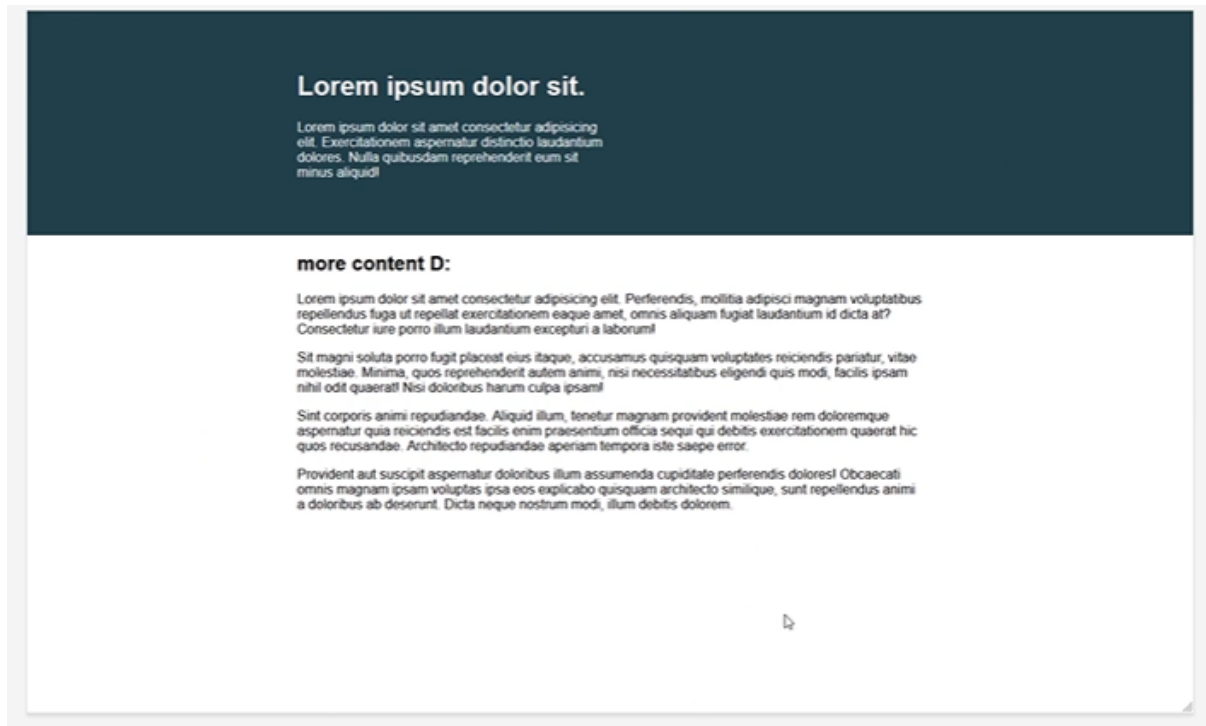 Lorem ipsum dolor sit.
Lorem ipsum dolor sit amet consectetur adipisicing
elit. Exercitationem aspernatur distinctio laudantium
dolores. Nulla quibusdam reprehenderit eum sit
minus aliquid!
more content D:
Lorem ipsum dolor sit amet consectetur adipisicing elit. Perferendis, mollitia adipisci magnam voluptatibus
repellendus fuga ut repellat exercitationem eaque amet, omnis aliquam fugiat laudantium id dicta at?
Consectetur iure porro illum laudantium excepturi a laborum!
Sit magni soluta porro fugit placeat eius itaque, accusamus quisquam voluptates reiciendis pariatur, vitae
molestiae. Minima, quos reprehenderit autem animi, nisi necessitatibus eligendi quis modi, facilis ipsam
nihil odit quaerat! Nisi doloribus harum culpa ipsam!
Sint corporis animi repudiandae. Aliquid illum, tenetur magnam provident molestiae rem doloremque
aspernatur quia reiciendis est facilis enim praesentium officia sequi qui debitis exercitationem quaerat hic
quos recusandae. Architecto repudiandae aperiam tempora iste saepe error.
Provident aut suscipit aspernatur doloribus illum assumenda cupiditate perferendis dolores! Obcaecati
omnis magnam ipsam voluptas ipsa eos explicabo quisquam architecto similique, sunt repellendus animi
a doloribus ab deserunt. Dicta neque nostrum modi, illum debitis dolorem.